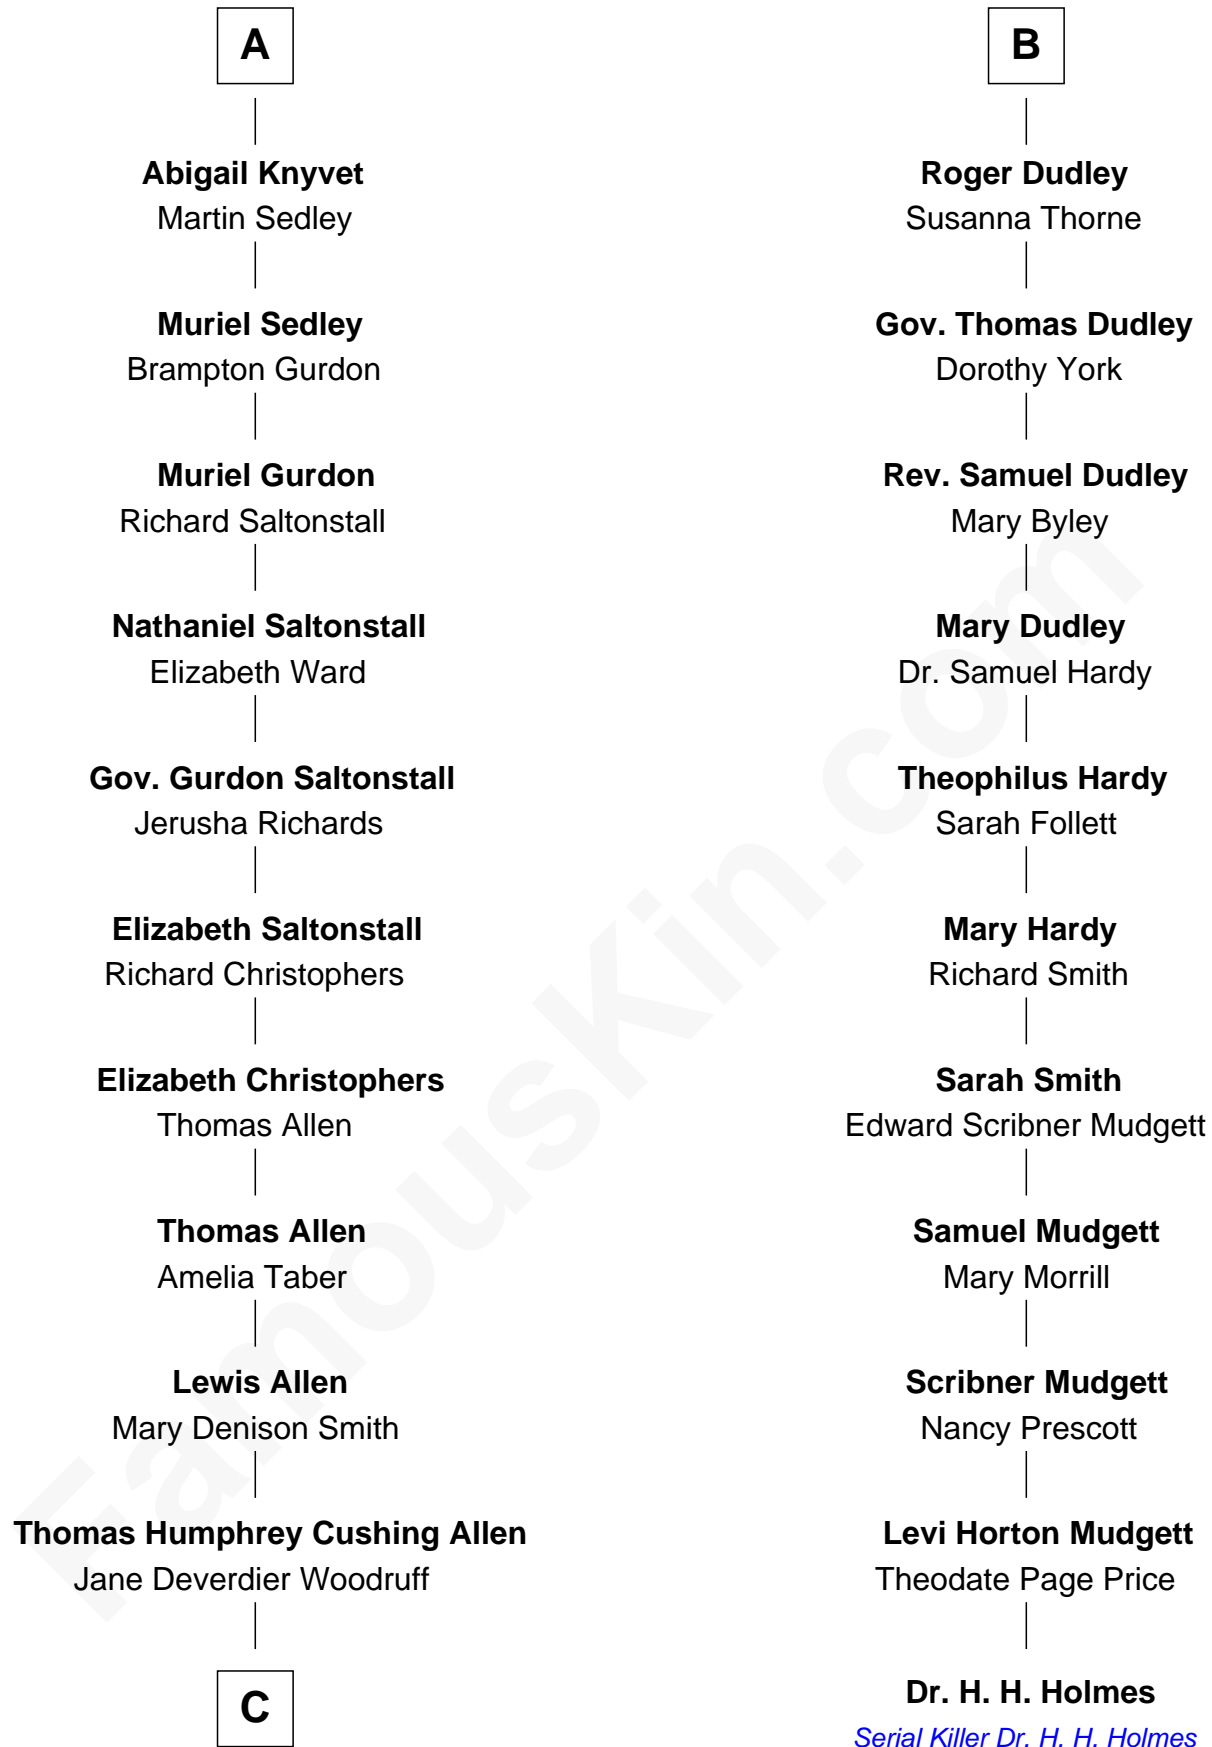 A
Abigail Knyvet
Martin Sedley
Muriel Sedley
Brampton Gurdon
Muriel Gurdon
Richard Saltonstall
Nathaniel Saltonstall
Elizabeth Ward
Gov. Gurdon Saltonstall
Jerusha Richards
Elizabeth Saltonstall
Richard Christophers
Elizabeth Christophers
Thomas Allen
Thomas Allen
Amelia Taber
Lewis Allen
Mary Denison Smith
Thomas Humphrey Cushing Allen
Jane Deverdier Woodruff
C
B
Roger Dudley
Susanna Thorne
Gov. Thomas Dudley
Dorothy York
Rev. Samuel Dudley
Mary Byley
Mary Dudley
Dr. Samuel Hardy
Theophilus Hardy
Sarah Follett
Mary Hardy
Richard Smith
Sarah Smith
Edward Scribner Mudgett
Samuel Mudgett
Mary Morrill
Scribner Mudgett
Nancy Prescott
Levi Horton Mudgett
Theodate Page Price
Dr. H. H. Holmes
Serial Killer Dr. H. H. Holmes
FamousKin.com